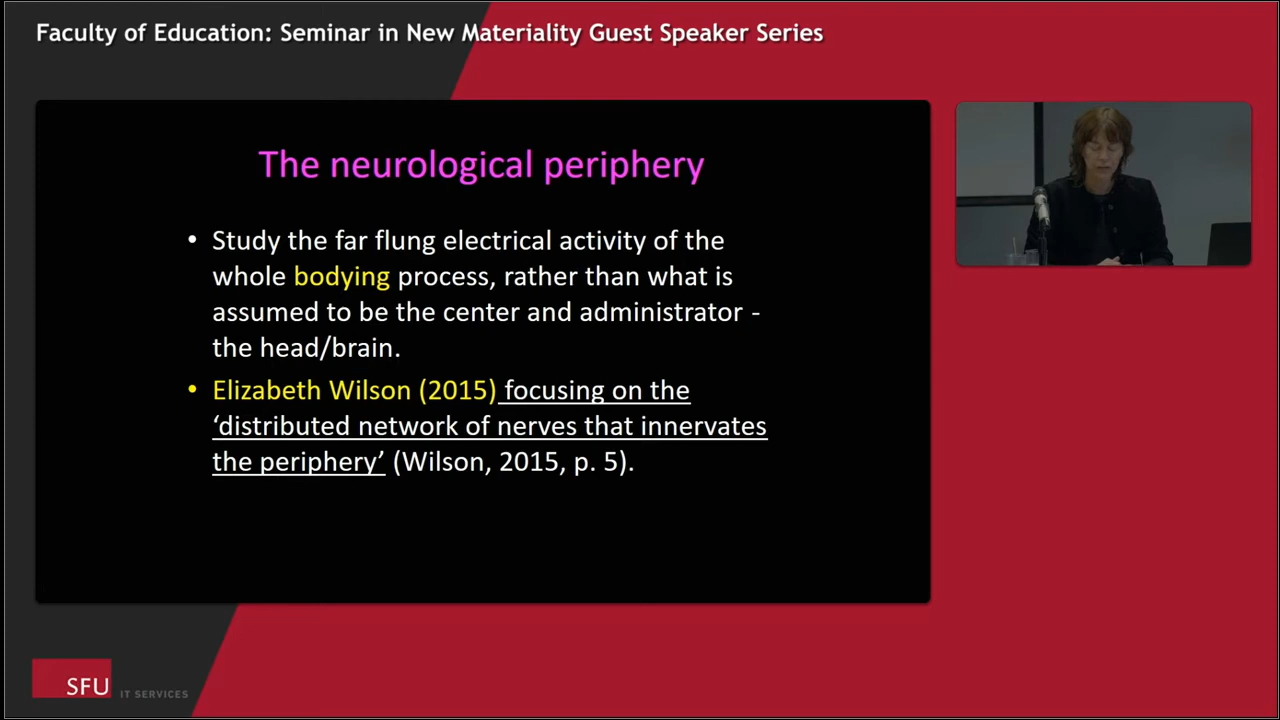 Faculty of Education: Seminar in New Materiality Guest Speaker Series
The neurological periphery
• Study the far flung electrical activity of the
whole bodying process, rather than what is
assumed to be the center and administrator -
the head/brain.
• Elizabeth Wilson (2015) focusing on the
‘distributed network of nerves that innervates
the periphery’ (Wilson, 2015, p. 5).
SFU IT SERVICES